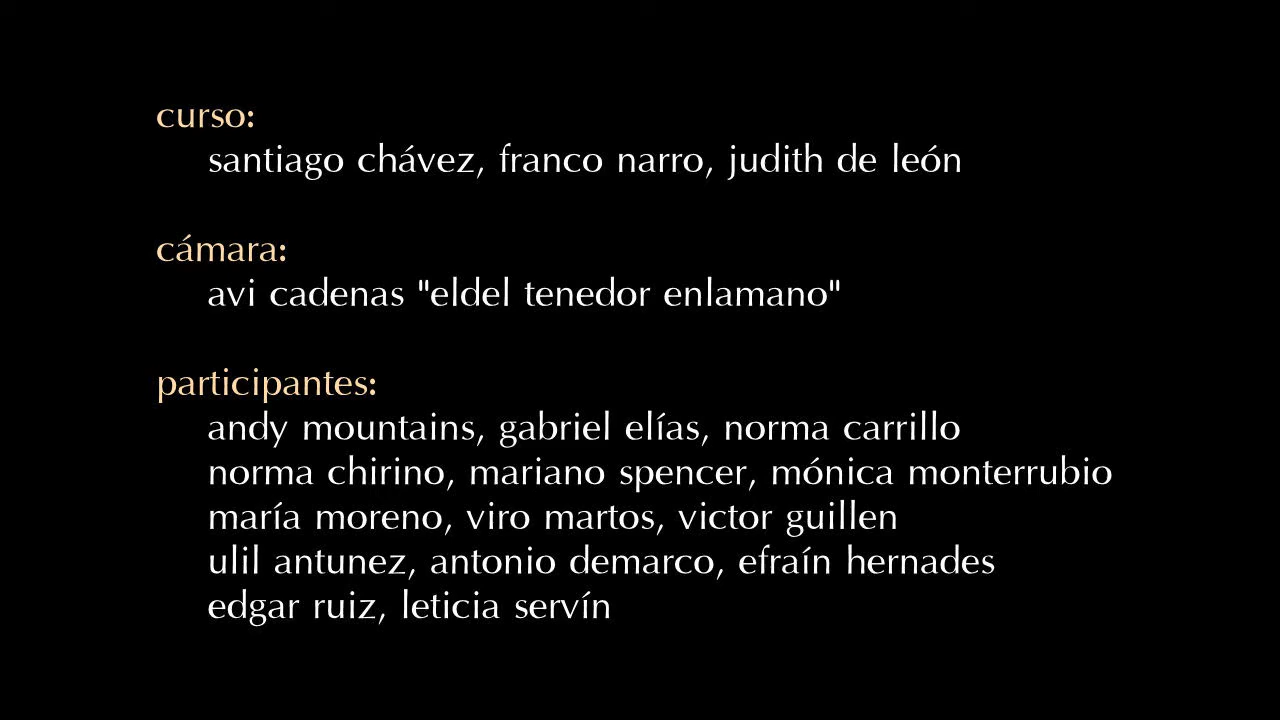 curso:
santiago chávez, franco narro, judith de león
cámara:
avi cadenas "eldel tenedor enlamano"
participantes:
andy mountains, gabriel elías, norma carrillo
norma chirino, mariano spencer, mónica monterrubio
maría moreno, viro martos, victor guillen
ulil antunez, antonio demarco, efraín hernades
edgar ruiz, leticia servín